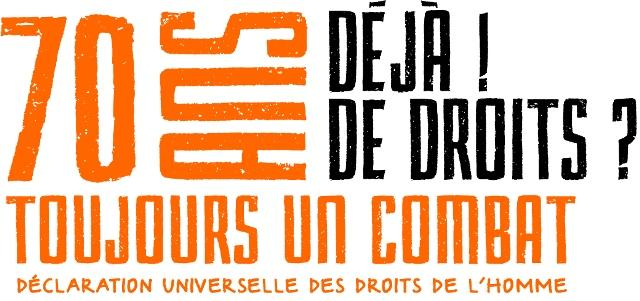 70 ANS
DÉJÀ !
DE DROITS ?
TOUJOURS UN COMBAT
DÉCLARATION UNIVERSELLE DES DROITS DE L'HOMME